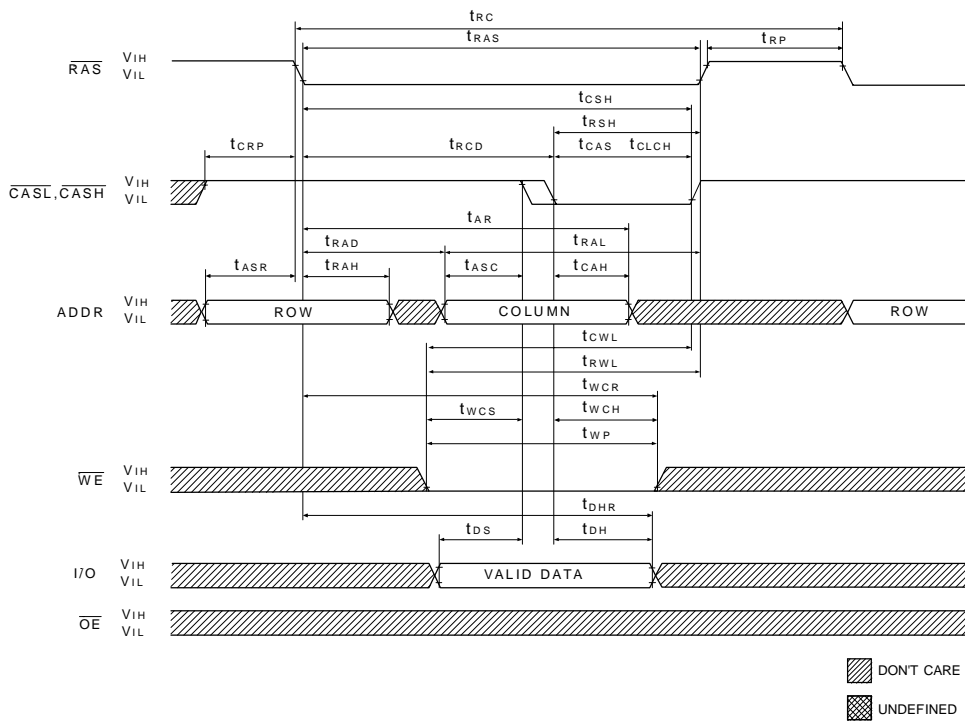 tRC
tRAS
tRP
RAS
VIH
VIL
tCSH
tRSH
tCRP
tRCD
tCAS
tCLCH
CASL,CASH
VIH
VIL
tAR
tRAD
tRAL
tASR
tRAH
tASC
tCAH
ADDR
VIH
VIL
ROW
COLUMN
ROW
tCWL
tRWL
tWCR
tWCS
tWCH
tWP
WE
VIH
VIL
tDHR
tDS
tDH
I/O
VIH
VIL
VALID DATA
OE
VIH
VIL
DON'T CARE
UNDEFINED